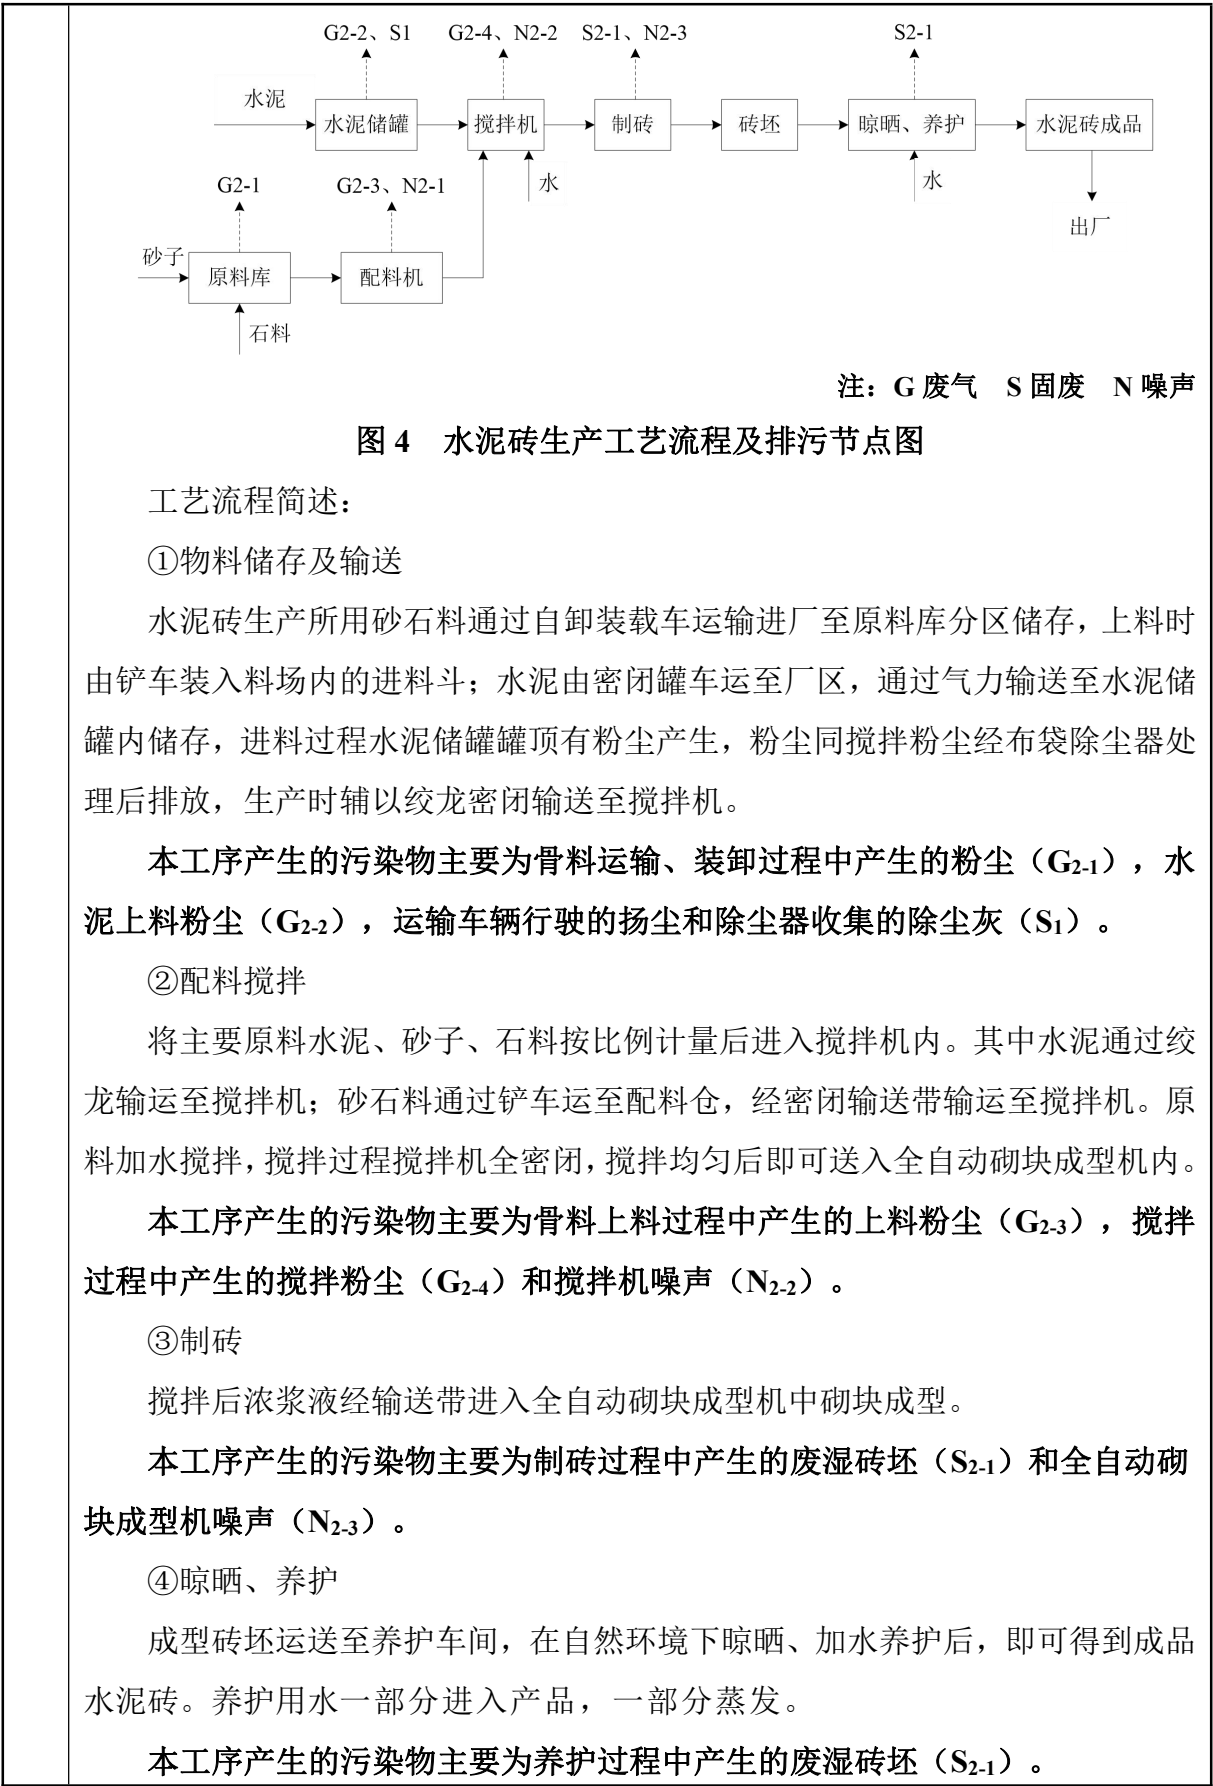 G2-2、S1 G2-4、N2-2 S2-1、N2-3 S2-1
水泥 水泥储罐 搅拌机 制砖 砖坯 晾晒、养护 水泥砖成品
G2-1 G2-3、N2-1 水 水
出厂
砂子 原料库 配料机
石料
注：G 废气 S 固废 N 噪声
图 4 水泥砖生产工艺流程及排污节点图
工艺流程简述：
①物料储存及输送
水泥砖生产所用砂石料通过自卸装载车运输进厂至原料库分区储存，上料时
由铲车装入料场内的进料斗；水泥由密闭罐车运至厂区，通过气力输送至水泥储
罐内储存，进料过程水泥储罐罐顶有粉尘产生，粉尘同搅拌粉尘经布袋除尘器处
理后排放，生产时辅以绞龙密闭输送至搅拌机。
本工序产生的污染物主要为骨料运输、装卸过程中产生的粉尘（G2-1），水
泥上料粉尘（G2-2），运输车辆行驶的扬尘和除尘器收集的除尘灰（S1）。
②配料搅拌
将主要原料水泥、砂子、石料按比例计量后进入搅拌机内。其中水泥通过绞
龙输运至搅拌机；砂石料通过铲车运至配料仓，经密闭输送带输运至搅拌机。原
料加水搅拌，搅拌过程搅拌机全密闭，搅拌均匀后即可送入全自动砌块成型机内。
本工序产生的污染物主要为骨料上料过程中产生的上料粉尘（G2-3），搅拌
过程中产生的搅拌粉尘（G2-4）和搅拌机噪声（N2-2）。
③制砖
搅拌后浓浆液经输送带进入全自动砌块成型机中砌块成型。
本工序产生的污染物主要为制砖过程中产生的废湿砖坯（S2-1）和全自动砌
块成型机噪声（N2-3）。
④晾晒、养护
成型砖坯运送至养护车间，在自然环境下晾晒、加水养护后，即可得到成品
水泥砖。养护用水一部分进入产品，一部分蒸发。
本工序产生的污染物主要为养护过程中产生的废湿砖坯（S2-1）。